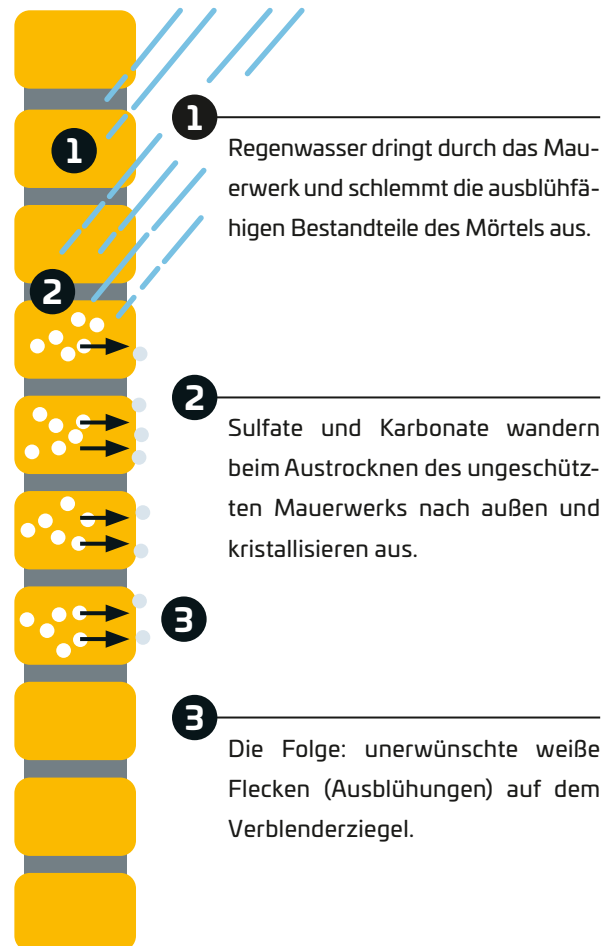 1
Regenwasser dringt durch das Mau-
erwerk und schlemmt die ausblühfä-
higen Bestandteile des Mörtels aus.
1
2
2
Sulfate und Karbonate wandern
beim Austrocknen des ungeschütz-
ten Mauerwerks nach außen und
kristallisieren aus.
3
3
Die Folge: unerwünschte weiße
Flecken (Ausblühungen) auf dem
Verblenderziegel.